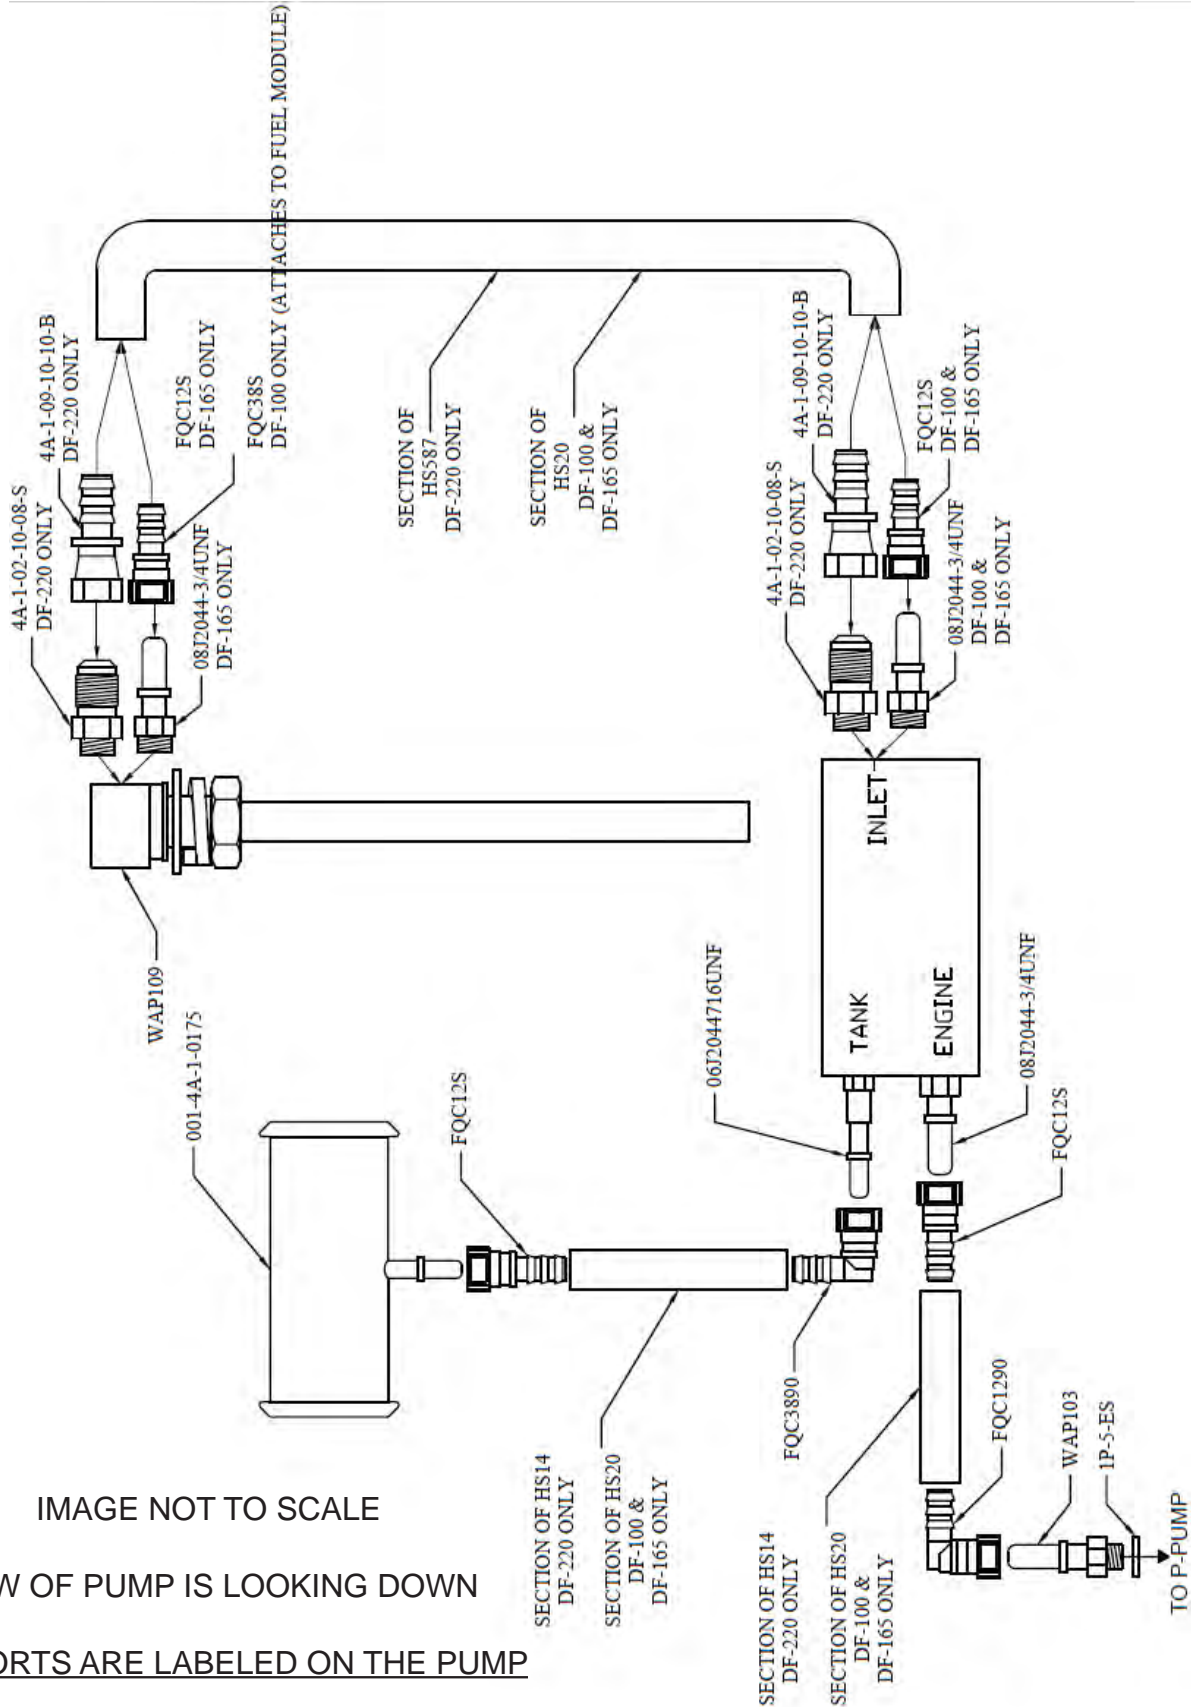 4A-1-02-10-08-S
DF-220 ONLY
4A-1-09-10-10-B
DF-220 ONLY
FQC12S
DF-165 ONLY
FQC38S
DF-100 ONLY (ATTACHES TO FUEL MODULE)
08J2044-3/4UNF
DF-165 ONLY
WAP109
001-4A-1-0175
SECTION OF
HS587
DF-220 ONLY
SECTION OF
HS20
DF-100 &
DF-165 ONLY
4A-1-02-10-08-S
DF-220 ONLY
4A-1-09-10-10-B
DF-220 ONLY
FQC12S
DF-100 &
DF-165 ONLY
08J2044-3/4UNF
DF-100 &
DF-165 ONLY
INLET
TANK
ENGINE
06J2044716UNF
08J2044-3/4UNF
FQC12S
FQC12S
SECTION OF HS14
DF-220 ONLY
SECTION OF HS20
DF-100 &
DF-165 ONLY
FQC3890
SECTION OF HS14
DF-220 ONLY
SECTION OF HS20
DF-100 &
DF-165 ONLY
FQC1290
WAP103
1P-5-ES
TO P-PUMP
IMAGE NOT TO SCALE
W OF PUMP IS LOOKING DOWN
ORTS ARE LABELED ON THE PUMP